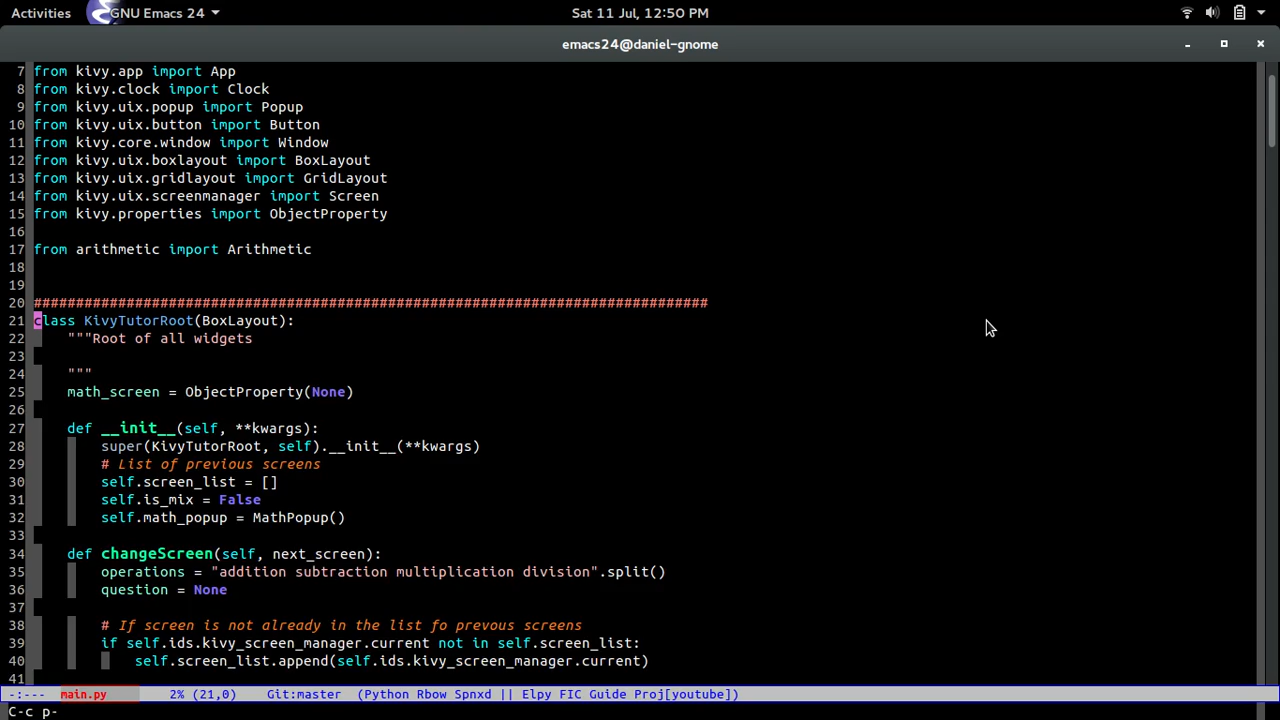 Activities GNU Emacs 24 Sat 11 Jul, 12:50 PM
emacs24@daniel-gnome
7 from kivy.app import App
8 from kivy.clock import Clock
9 from kivy.uix.popup import Popup
10 from kivy.uix.button import Button
11 from kivy.core.window import Window
12 from kivy.uix.boxlayout import BoxLayout
13 from kivy.uix.gridlayout import GridLayout
14 from kivy.uix.screenmanager import Screen
15 from kivy.properties import ObjectProperty
16
17 from arithmetic import Arithmetic
18
19
20 ################################################################################
21 class KivyTutorRoot(BoxLayout):
22     """Root of all widgets
23
24     """
25     math_screen = ObjectProperty(None)
26
27     def __init__(self, **kwargs):
28         super(KivyTutorRoot, self).__init__(**kwargs)
29         # List of previous screens
30         self.screen_list = []
31         self.is_mix = False
32         self.math_popup = MathPopup()
33
34     def changeScreen(self, next_screen):
35         operations = "addition subtraction multiplication division".split()
36         question = None
37
38         # If screen is not already in the list fo prevous screens
39         if self.ids.kivy_screen_manager.current not in self.screen_list:
40             self.screen_list.append(self.ids.kivy_screen_manager.current)
41
-:--- main.py 2% (21,0) Git:master (Python Rbow Spnxd || Elpy FIC Guide Proj[youtube])
C-c p-